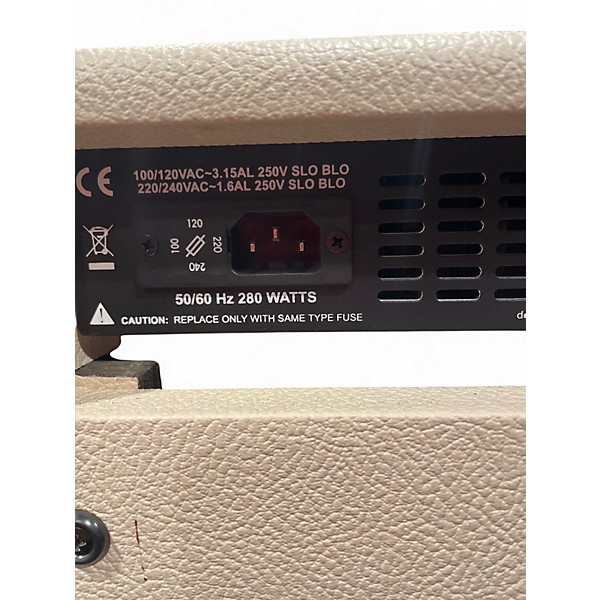 CE
100/120VAC~3.15AL 250V SLO BLO
220/240VAC~1.6AL 250V SLO BLO
120
100
220
240
50/60 Hz 280 WATTS
CAUTION: REPLACE ONLY WITH SAME TYPE FUSE
de